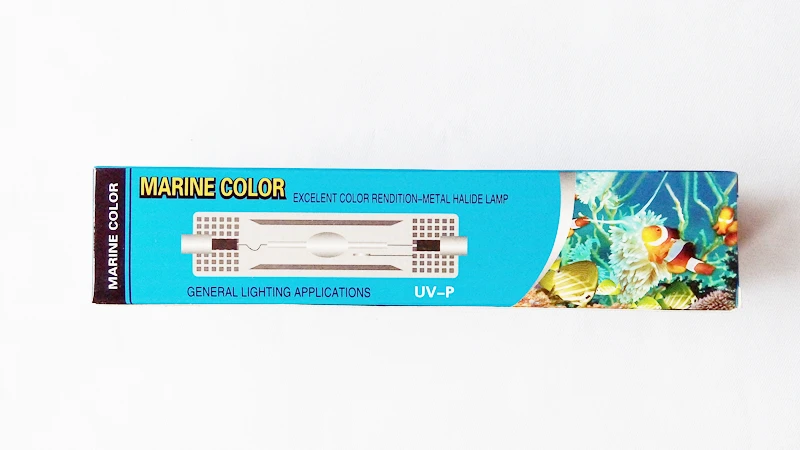 MARINE COLOR
MARINE COLOR
EXCELENT COLOR RENDITION-METAL HALIDE LAMP
GENERAL LIGHTING APPLICATIONS
UV-P